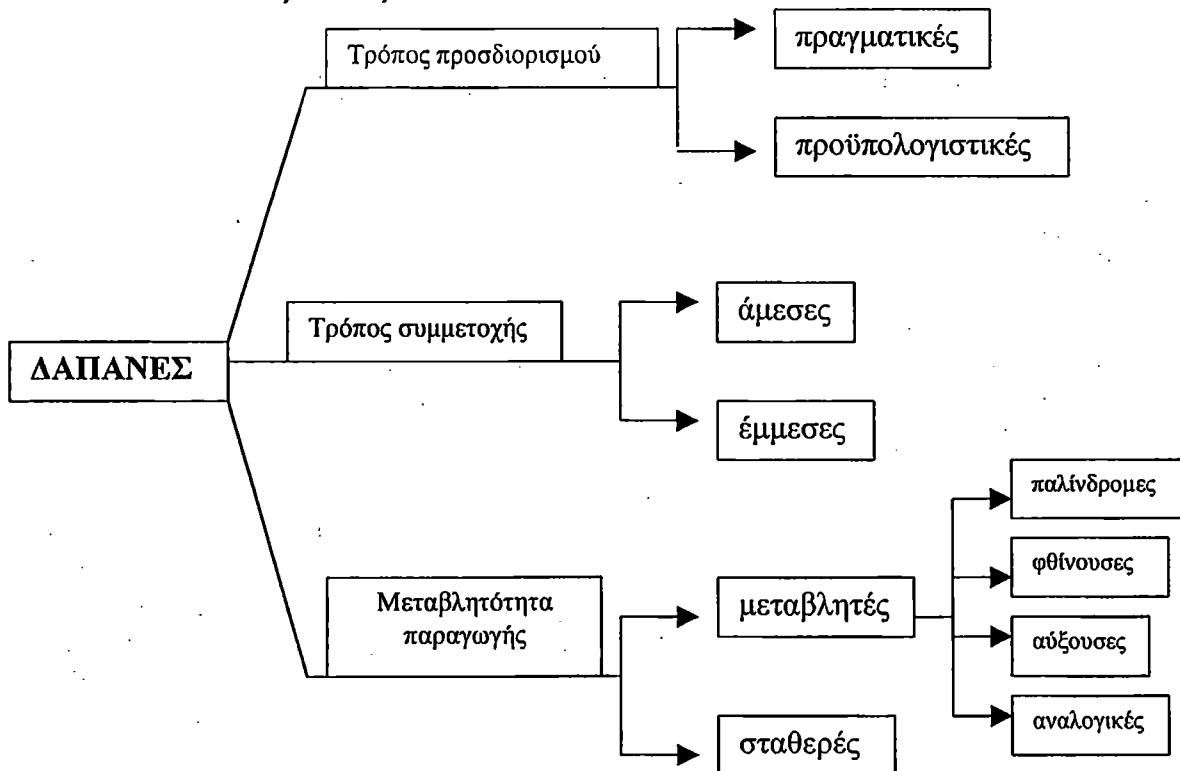 Τρόπος προσδιορισμού
πραγματικές
προϋπολογιστικές
ΔΑΠΑΝΕΣ
Τρόπος συμμετοχής
άμεσες
έμμεσες
Μεταβλητότητα
παραγωγής
μεταβλητές
παλίνδρομες
φθίνουσες
αύξουσες
αναλογικές
σταθερές